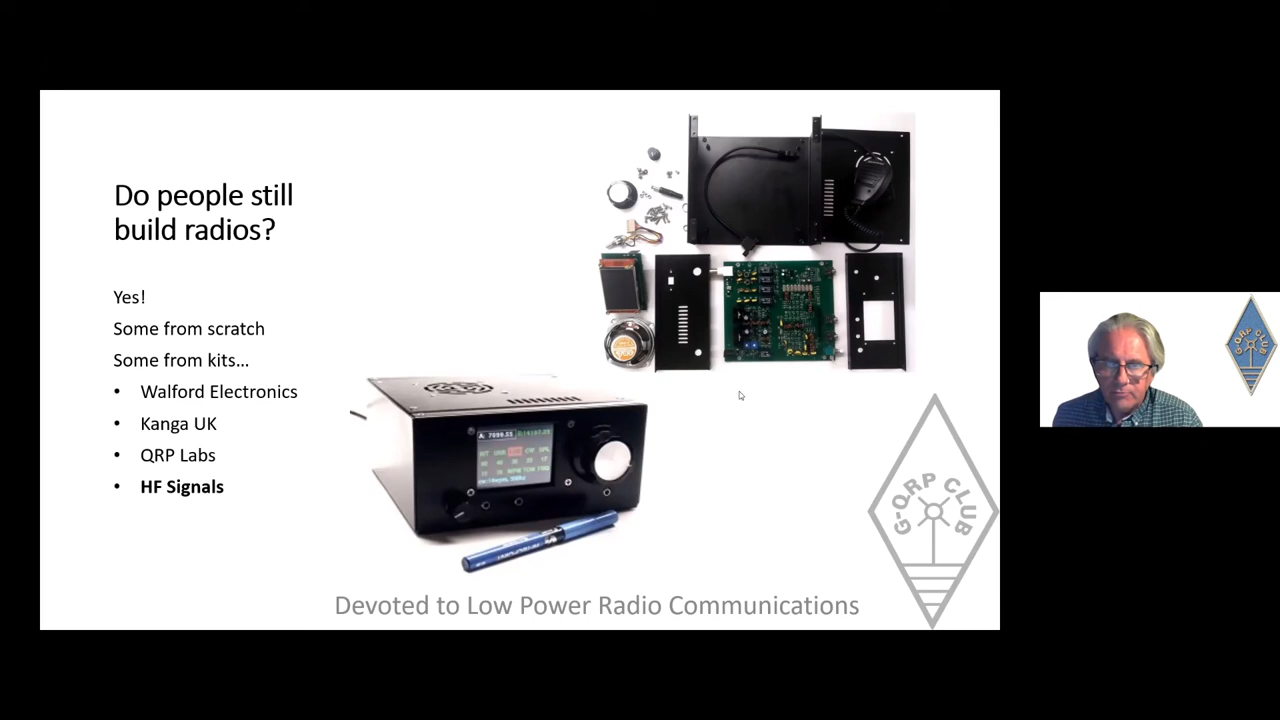 Do people still
build radios?
Yes!
Some from scratch
Some from kits...
• Walford Electronics
• Kanga UK
• QRP Labs
• HF Signals
Devoted to Low Power Radio Communications
G-QRP CLUB
G-QRP CLUB